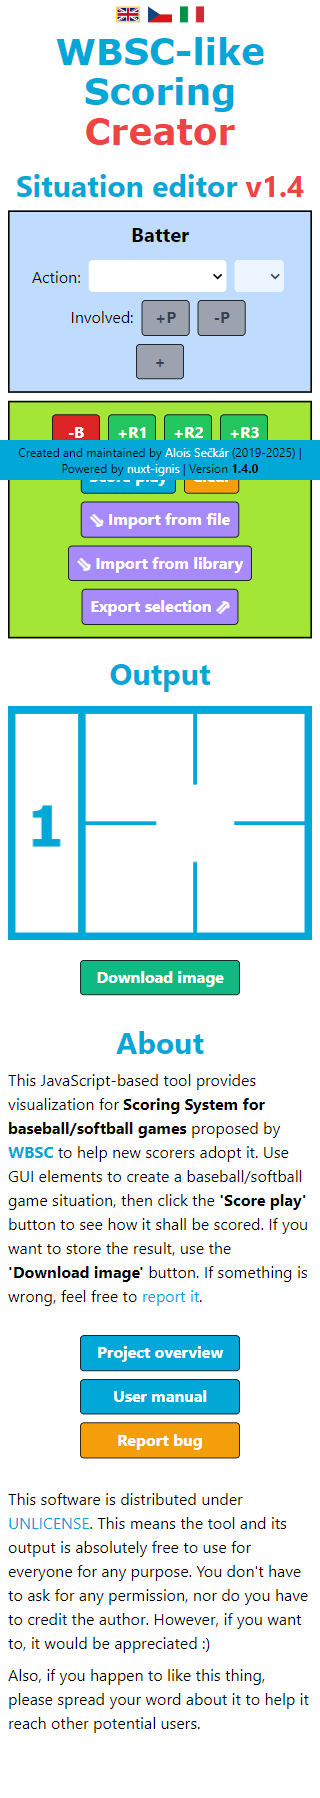 WBSC-like
Scoring
Creator
Situation editor v1.4
Batter
Action:
Involved: +P -P
+
-B +R1 +R2 +R3
Created and maintained by Alois Sečkár (2019-2025) |
Powered by nuxt-ignis | Version 1.4.0
Score play Clear
⇘ Import from file
⇘ Import from library
Export selection ⇗
Output
1
Download image
About
This JavaScript-based tool provides
visualization for Scoring System for
baseball/softball games proposed by
WBSC to help new scorers adopt it. Use
GUI elements to create a baseball/softball
game situation, then click the 'Score play'
button to see how it shall be scored. If you
want to store the result, use the
'Download image' button. If something is
wrong, feel free to report it.
Project overview
User manual
Report bug
This software is distributed under
UNLICENSE. This means the tool and its
output is absolutely free to use for
everyone for any purpose. You don't have
to ask for any permission, nor do you have
to credit the author. However, if you want
to, it would be appreciated :)
Also, if you happen to like this thing,
please spread your word about it to help it
reach other potential users.